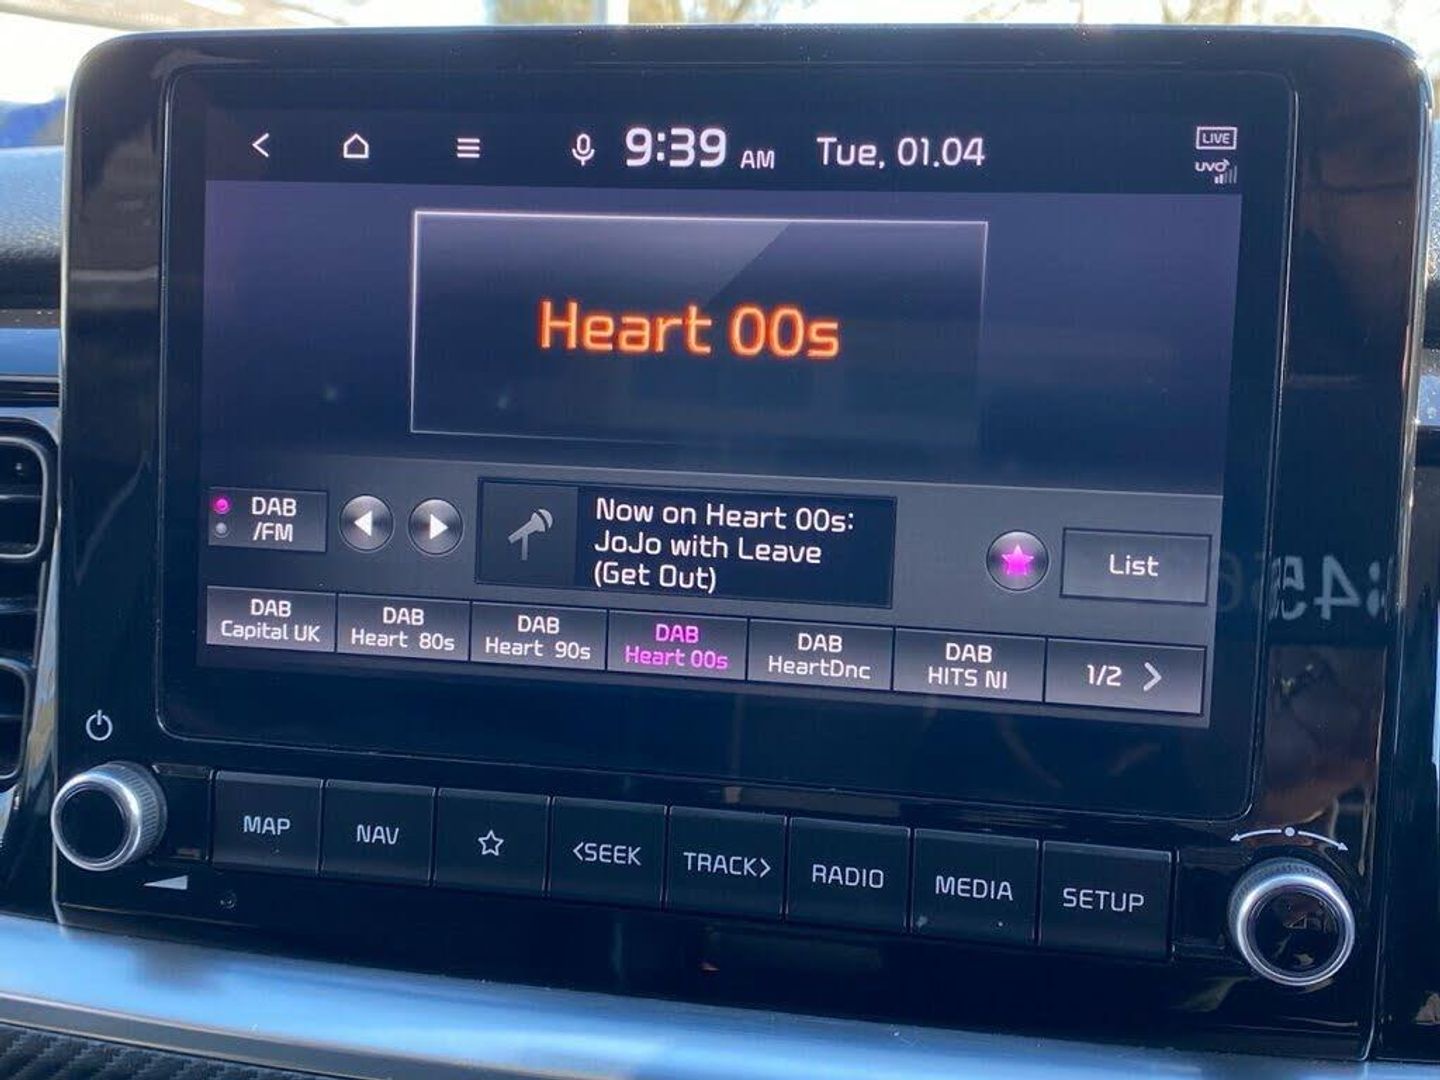 9:39 AM Tue, 01.04
LIVE
UVO
Heart 00s
DAB
/FM
Now on Heart 00s:
JoJo with Leave
(Get Out)
List
DAB
Capital UK
DAB
Heart 80s
DAB
Heart 90s
DAB
Heart 00s
DAB
HeartDnc
DAB
HITS NI
1/2 >
MAP
NAV
<SEEK
TRACK>
RADIO
MEDIA
SETUP